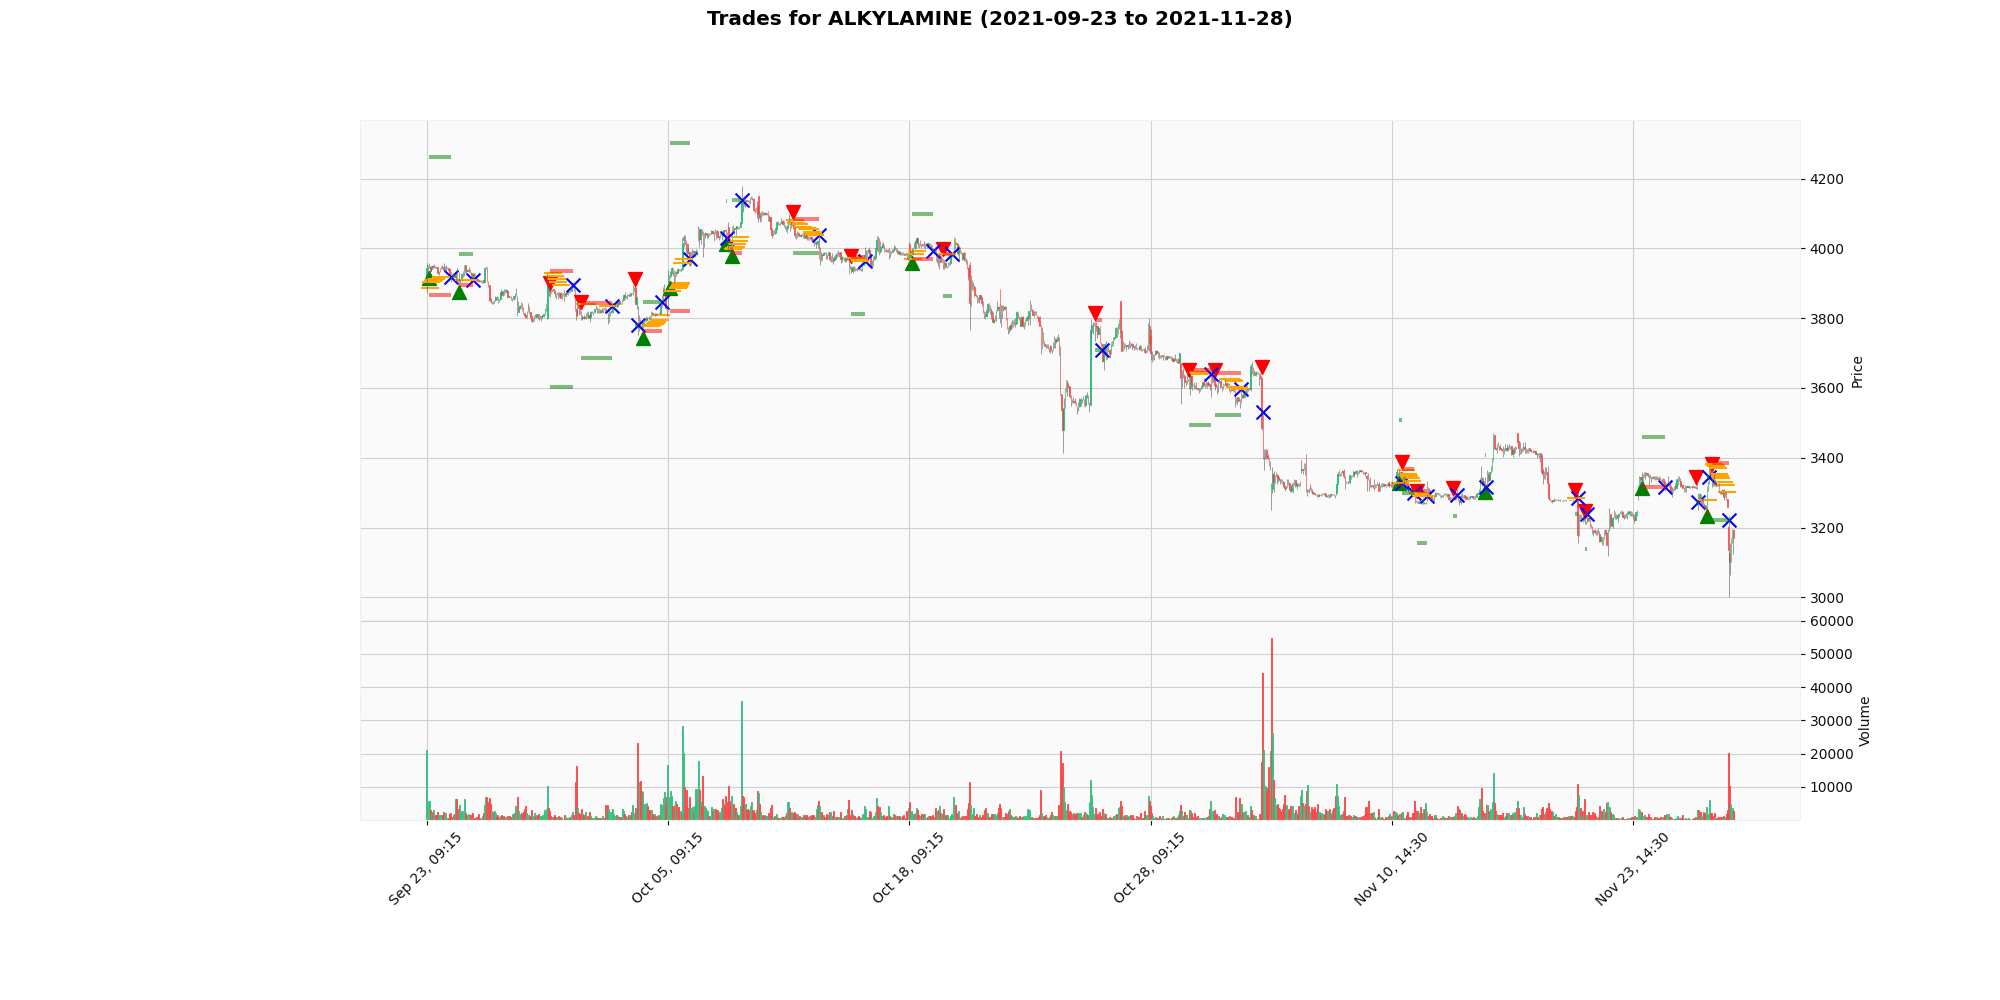 Trades for ALKYLAMINE (2021-09-23 to 2021-11-28)
4200
4000
3800
3600
3400
3200
3000
Price
60000
50000
40000
30000
20000
10000
Volume
Sep 23, 09:15
Oct 05, 09:15
Oct 18, 09:15
Oct 28, 09:15
Nov 10, 14:30
Nov 23, 14:30